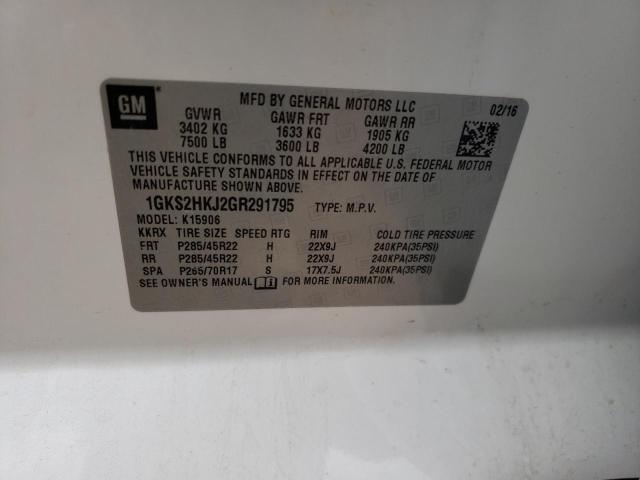 GM
MFD BY GENERAL MOTORS LLC 02/16
GVWR GAWR FRT GAWR RR
3402 KG 1633 KG 1905 KG
7500 LB 3600 LB 4200 LB
THIS VEHICLE CONFORMS TO ALL APPLICABLE U.S. FEDERAL MOTOR
VEHICLE SAFETY STANDARDS IN EFFECT ON THE DATE OF
MANUFACTURE SHOWN ABOVE.
1GKS2HKJ2GR291795 TYPE: M.P.V.
MODEL: K15906
KKRX TIRE SIZE SPEED RTG RIM COLD TIRE PRESSURE
FRT P285/45R22 H 22X9J 240KPA(35PSI)
RR P285/45R22 H 22X9J 240KPA(35PSI)
SPA P265/70R17 S 17X7.5J 240KPA(35PSI)
SEE OWNER'S MANUAL FOR MORE INFORMATION.